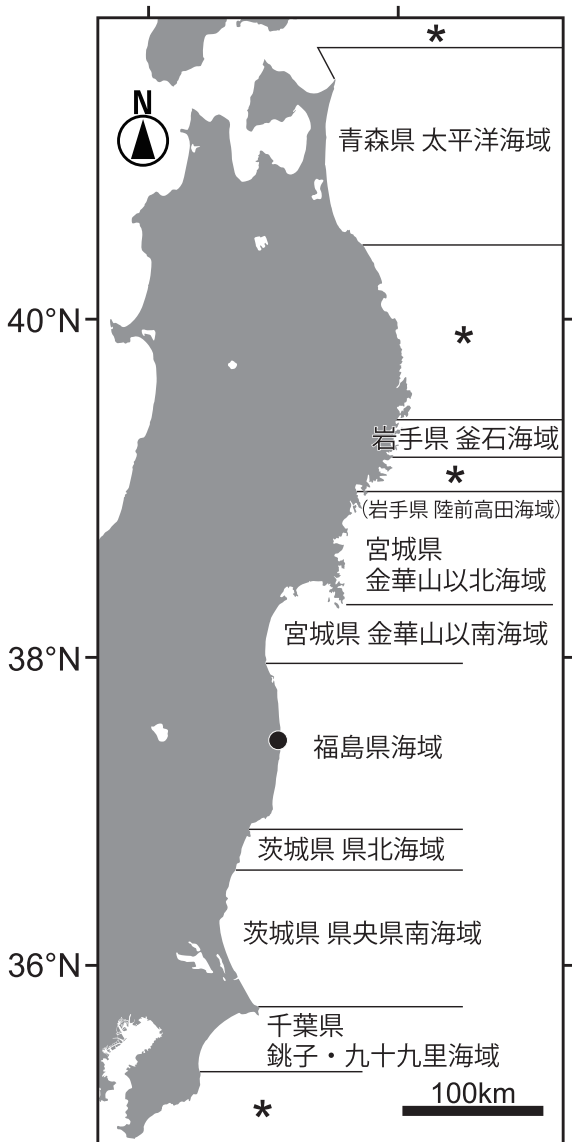 *
N
青森県 太平洋海域
40°N
*
岩手県 釜石海域
*
(岩手県 陸前高田海域)
宮城県
金華山以北海域
宮城県 金華山以南海域
38°N
福島県海域
茨城県 県北海域
茨城県 県央県南海域
36°N
千葉県
銚子・九十九里海域
100km
*